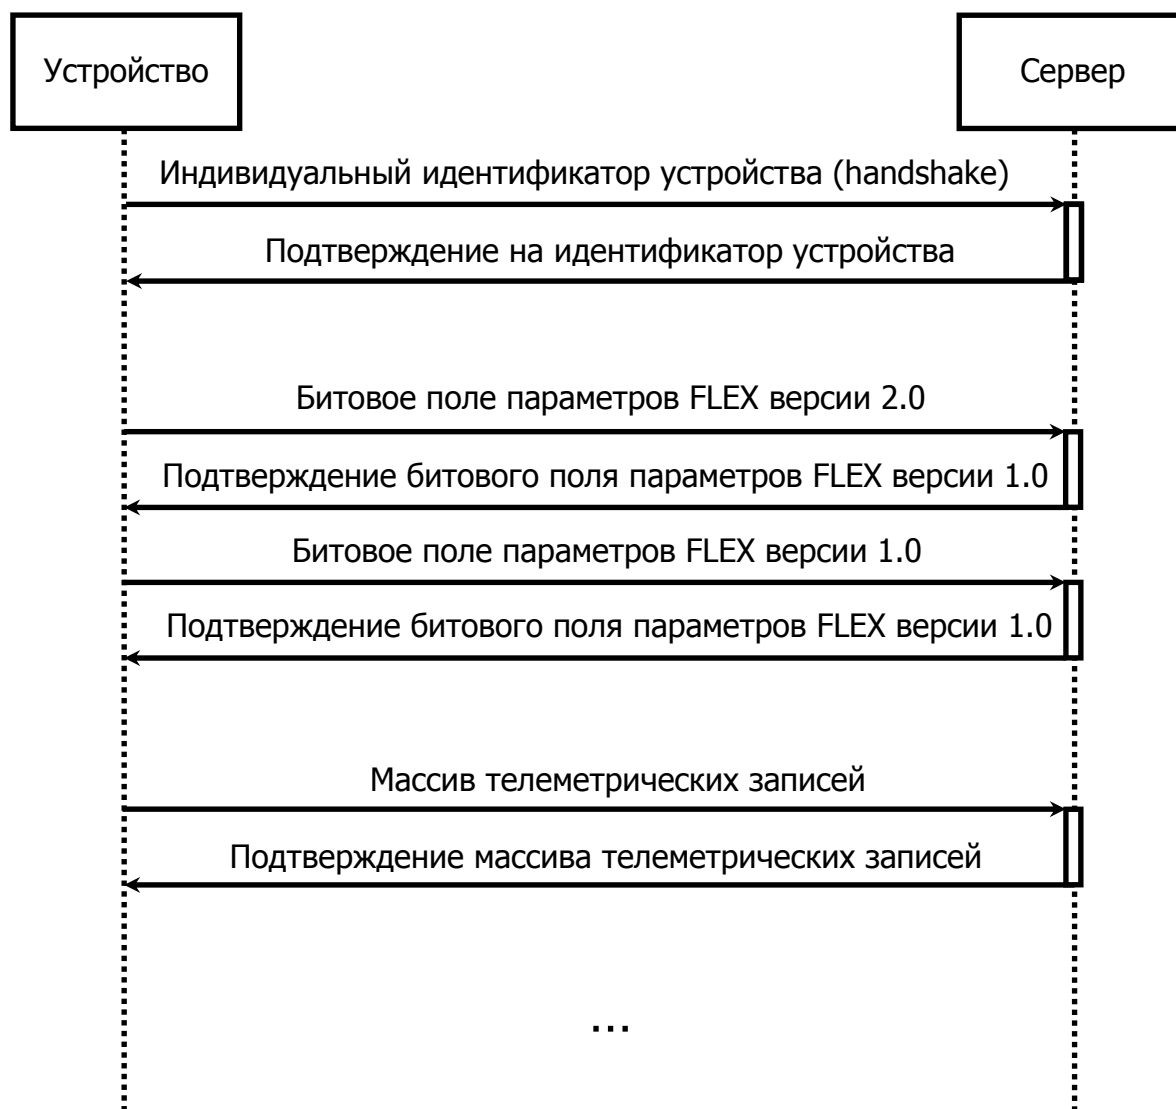 Устройство
Сервер
Индивидуальный идентификатор устройства (handshake)
Подтверждение на идентификатор устройства
Битовое поле параметров FLEX версии 2.0
Подтверждение битового поля параметров FLEX версии 1.0
Битовое поле параметров FLEX версии 1.0
Подтверждение битового поля параметров FLEX версии 1.0
Массив телеметрических записей
Подтверждение массива телеметрических записей
...